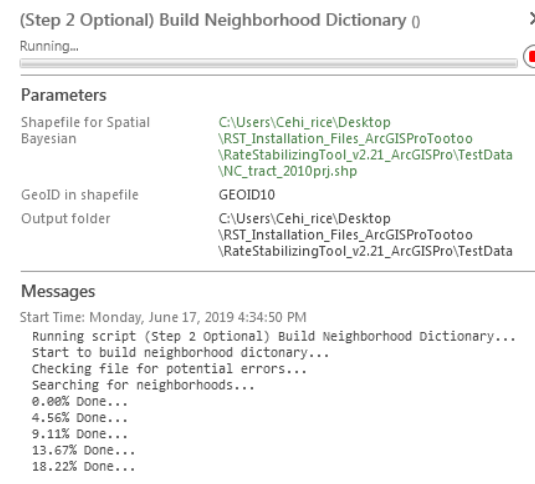 (Step 2 Optional) Build Neighborhood Dictionary ()
Running...
Parameters
Shapefile for Spatial C:\Users\Cehi_rice\Desktop
Bayesian \RST_Installation_Files_ArcGISProTootoo
\RateStabilizingTool_v2.21_ArcGISPro\TestData
\NC_tract_2010prj.shp
GeoID in shapefile GEOID10
Output folder C:\Users\Cehi_rice\Desktop
\RST_Installation_Files_ArcGISProTootoo
\RateStabilizingTool_v2.21_ArcGISPro\TestData
Messages
Start Time: Monday, June 17, 2019 4:34:50 PM
Running script (Step 2 Optional) Build Neighborhood Dictionary...
Start to build neighborhood dictonary...
Checking file for potential errors...
Searching for neighborhoods...
0.00% Done...
4.56% Done...
9.11% Done...
13.67% Done...
18.22% Done...